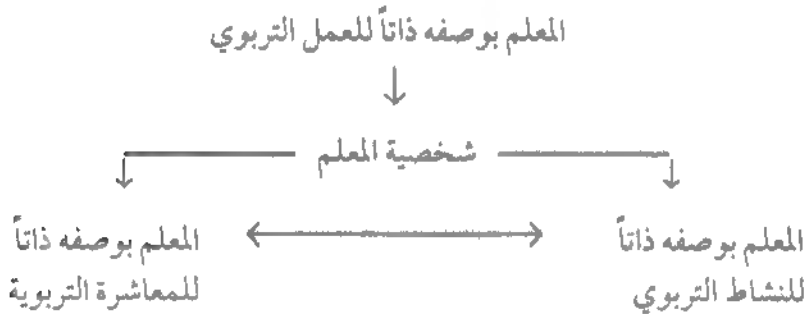 المعلم بوصفه ذاتاً للعمل التربوي
شخصية المعلم
المعلم بوصفه ذاتاً
للنشاط التربوي
المعلم بوصفه ذاتاً
للمعاشرة التربوية